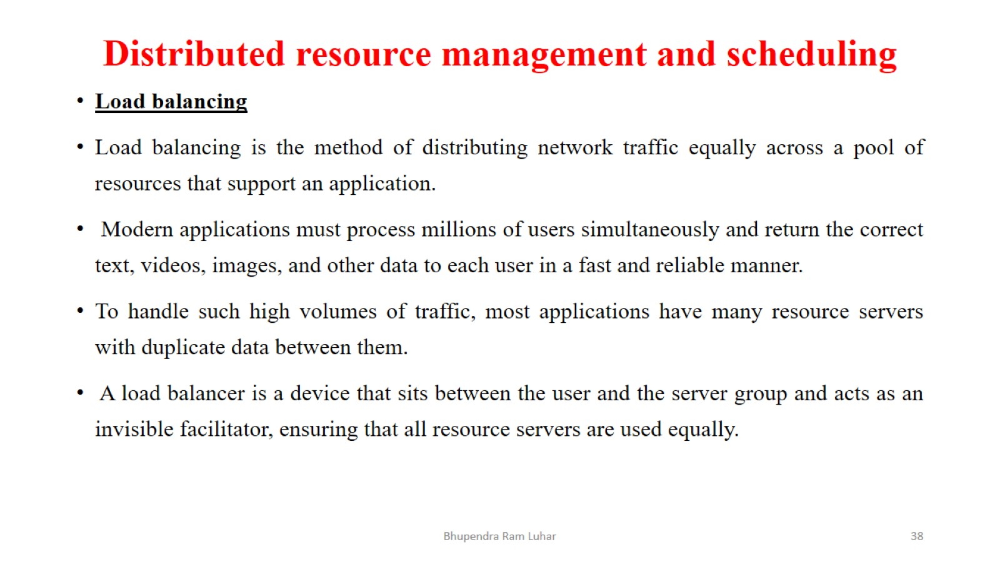 Distributed resource management and scheduling
• Load balancing
• Load balancing is the method of distributing network traffic equally across a pool of
resources that support an application.
• Modern applications must process millions of users simultaneously and return the correct
text, videos, images, and other data to each user in a fast and reliable manner.
• To handle such high volumes of traffic, most applications have many resource servers
with duplicate data between them.
• A load balancer is a device that sits between the user and the server group and acts as an
invisible facilitator, ensuring that all resource servers are used equally.
Bhupendra Ram Luhar
38